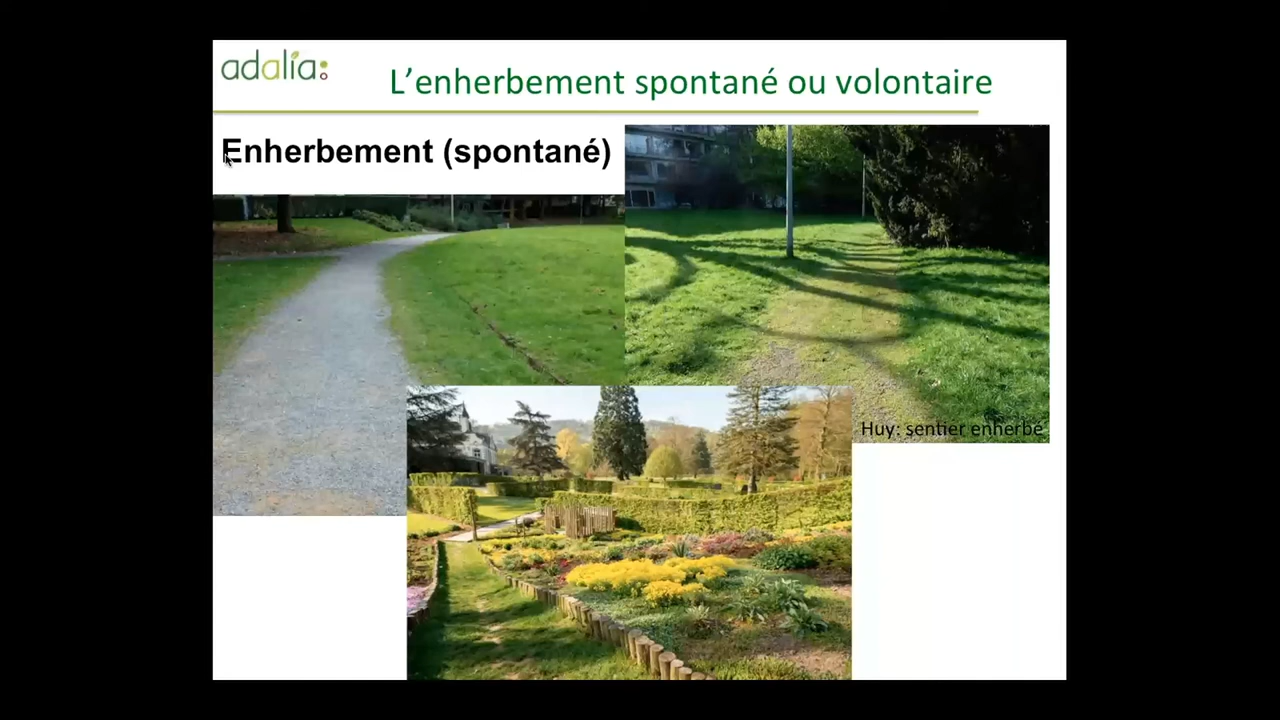 adalia
L'enherbement spontané ou volontaire
Enherbement (spontané)
Huy: sentier enherbé